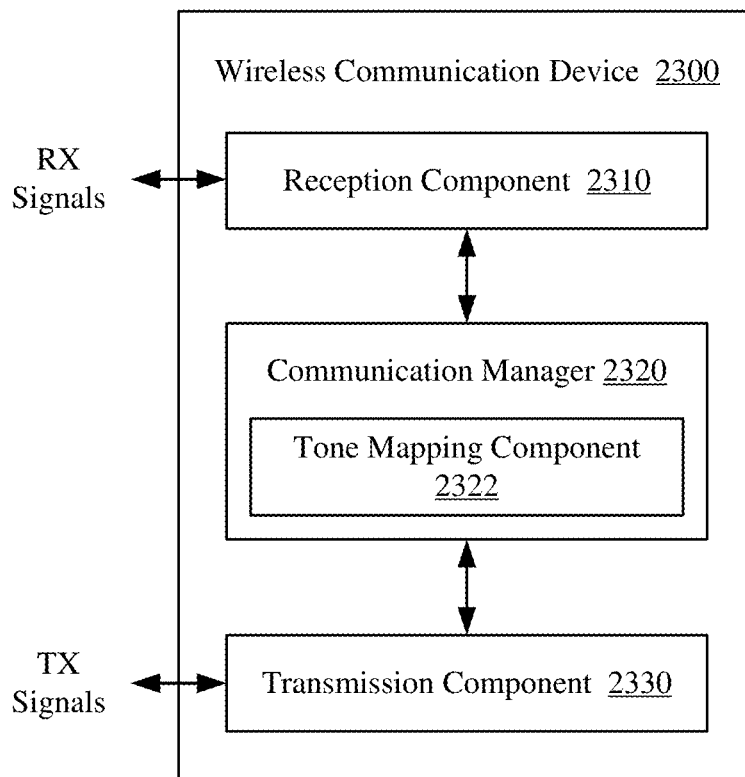 Wireless Communication Device 2300
RX
Signals
Reception Component 2310
Communication Manager 2320
Tone Mapping Component
2322
TX
Signals
Transmission Component 2330